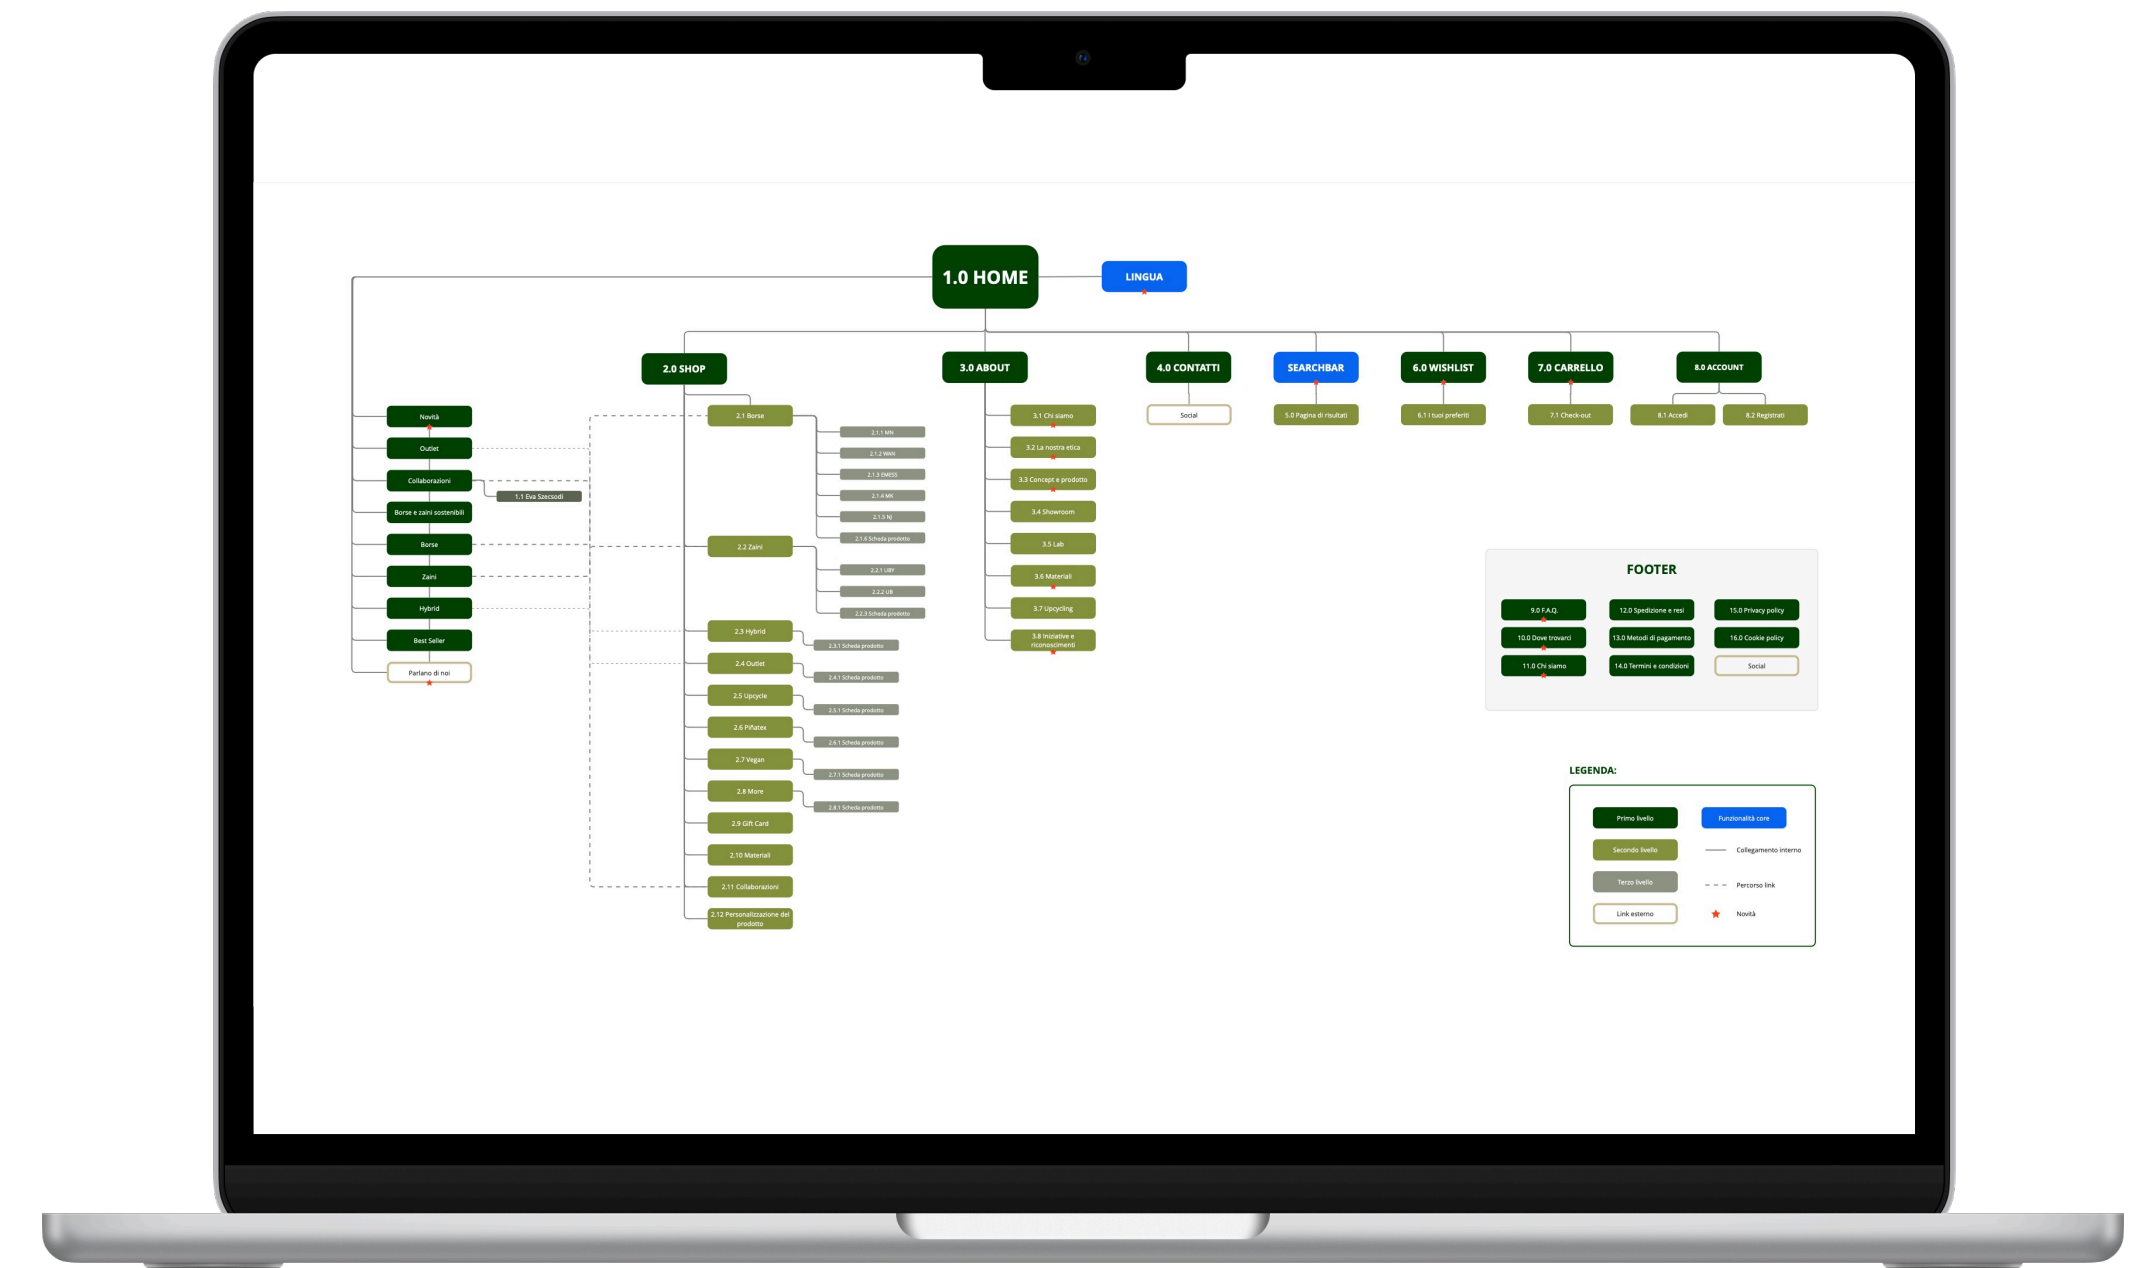 1.0 HOME
LINGUA
2.0 SHOP
3.0 ABOUT
4.0 CONTATTI
SEARCHBAR
6.0 WISHLIST
7.0 CARRELLO
8.0 ACCOUNT
Novità
Outlet
Collaborazioni
1.1 Eva Szecsodi
Borse e zaini sostenibili
Borse
Zaini
Hybrid
Best Seller
Parlano di noi
2.1 Borse
2.1.1 MN
2.1.2 WAN
2.1.3 EMESS
2.1.4 MK
2.1.5 NJ
2.1.6 Scheda prodotto
2.2 Zaini
2.2.1 UBY
2.2.2 UB
2.2.3 Scheda prodotto
2.3 Hybrid
2.3.1 Scheda prodotto
2.4 Outlet
2.4.1 Scheda prodotto
2.5 Upcycle
2.5.1 Scheda prodotto
2.6 Piñatex
2.6.1 Scheda prodotto
2.7 Vegan
2.7.1 Scheda prodotto
2.8 More
2.8.1 Scheda prodotto
2.9 Gift Card
2.10 Materiali
2.11 Collaborazioni
2.12 Personalizzazione del
prodotto
3.1 Chi siamo
3.2 La nostra etica
3.3 Concept e prodotto
3.4 Showroom
3.5 Lab
3.6 Materiali
3.7 Upcycling
3.8 Iniziative e
riconoscimenti
Social
5.0 Pagina di risultati
6.1 I tuoi preferiti
7.1 Check-out
8.1 Accedi
8.2 Registrati
FOOTER
9.0 F.A.Q.
12.0 Spedizione e resi
15.0 Privacy policy
10.0 Dove trovarci
13.0 Metodi di pagamento
16.0 Cookie policy
11.0 Chi siamo
14.0 Termini e condizioni
Social
LEGENDA:
Primo livello
Funzionalità core
Secondo livello
Collegamento interno
Terzo livello
Percorso link
Link esterno
Novità